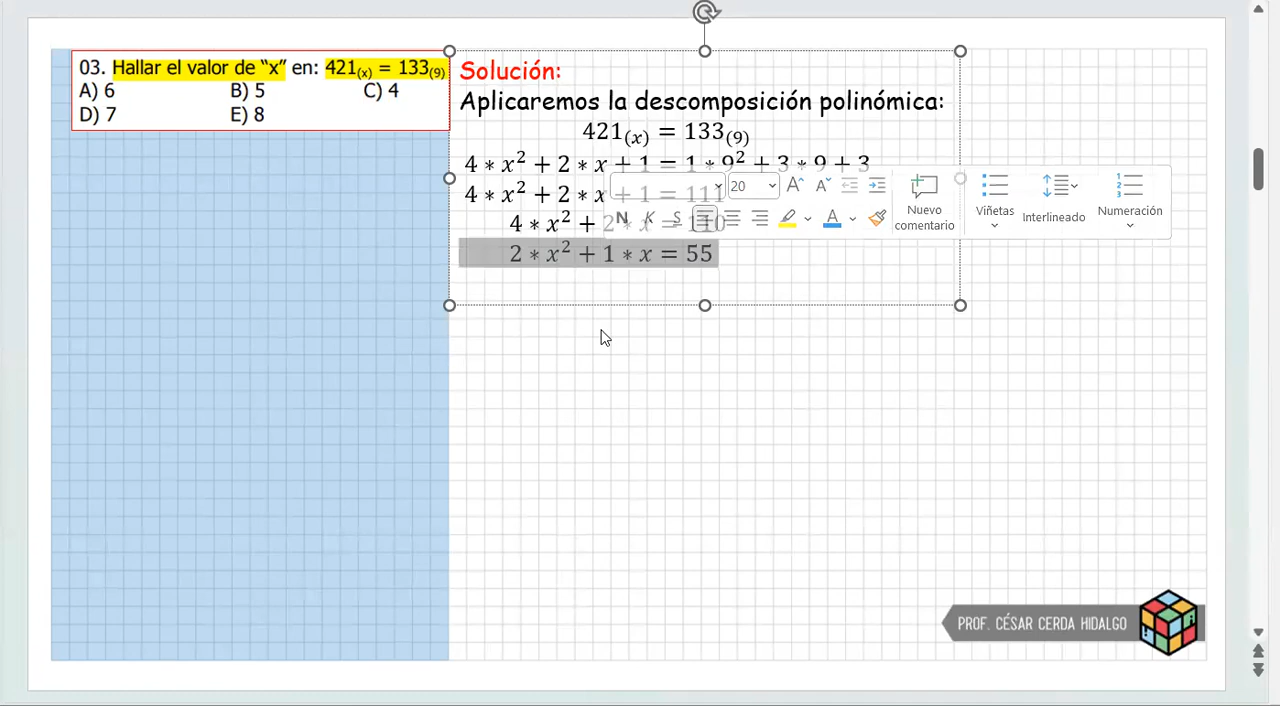 03. Hallar el valor de “x” en: 421(x) = 133(9)
A) 6 B) 5 C) 4
D) 7 E) 8
Solución:
Aplicaremos la descomposición polinómica:
421(x) = 133(9)
4 ∗ x² + 2 ∗ x + 1 = 1 ∗ 9² + 3 ∗ 9 + 3
4 ∗ x² + 2 ∗ x + 1 = 111
4 ∗ x² + 2 ∗ x = 110
2 ∗ x² + 1 ∗ x = 55
20 A A
N K S A
Nuevo comentario
Viñetas
Interlineado
Numeración
PROF. CÉSAR CERDA HIDALGO